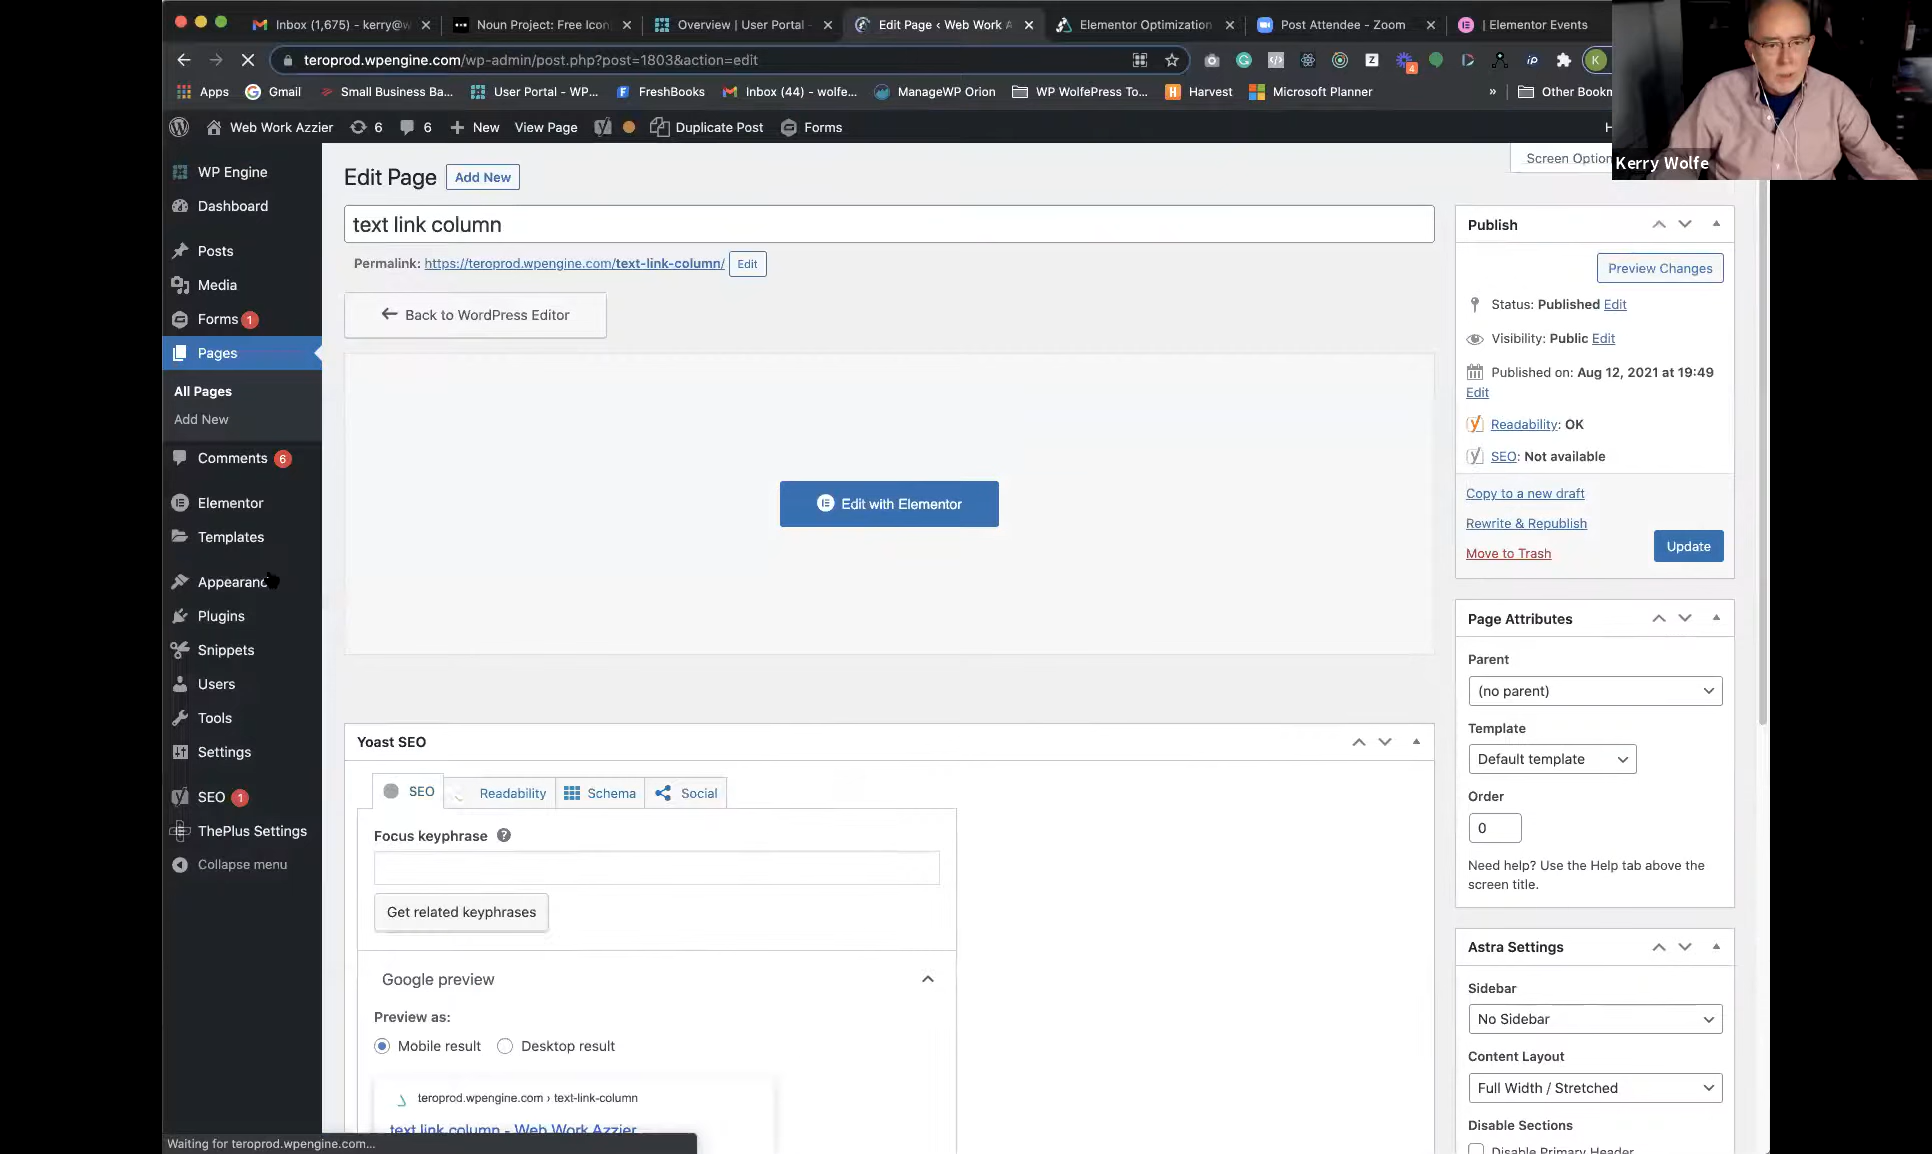 Inbox (1,675) - kerry@w
Noun Project: Free Icon
Overview | User Portal -
Edit Page ‹ Web Work A
Elementor Optimization
Post Attendee - Zoom
| Elementor Events
teroprod.wpengine.com/wp-admin/post.php?post=1803&action=edit
Apps
Gmail
Small Business Ba...
User Portal - WP...
FreshBooks
Inbox (44) - wolfe...
ManageWP Orion
WP WolfePress To...
Harvest
Microsoft Planner
»
Other Bookm
Kerry Wolfe
Web Work Azzier
6
6
New
View Page
Duplicate Post
Forms
H
WP Engine
Dashboard
Posts
Media
Forms 1
Pages
All Pages
Add New
Comments 6
Elementor
Templates
Appearanc
Plugins
Snippets
Users
Tools
Settings
SEO 1
ThePlus Settings
Collapse menu
Edit Page
Add New
Screen Option
text link column
Permalink: https://teroprod.wpengine.com/text-link-column/ Edit
Back to WordPress Editor
Edit with Elementor
Yoast SEO
SEO
Readability
Schema
Social
Focus keyphrase
Get related keyphrases
Google preview
Preview as:
Mobile result
Desktop result
teroprod.wpengine.com › text-link-column
text link column - Web Work Azzier
Publish
Preview Changes
Status: Published Edit
Visibility: Public Edit
Published on: Aug 12, 2021 at 19:49
Edit
Readability: OK
SEO: Not available
Copy to a new draft
Rewrite & Republish
Move to Trash
Update
Page Attributes
Parent
(no parent)
Template
Default template
Order
0
Need help? Use the Help tab above the
screen title.
Astra Settings
Sidebar
No Sidebar
Content Layout
Full Width / Stretched
Disable Sections
Disable Primary Header
Waiting for teroprod.wpengine.com...